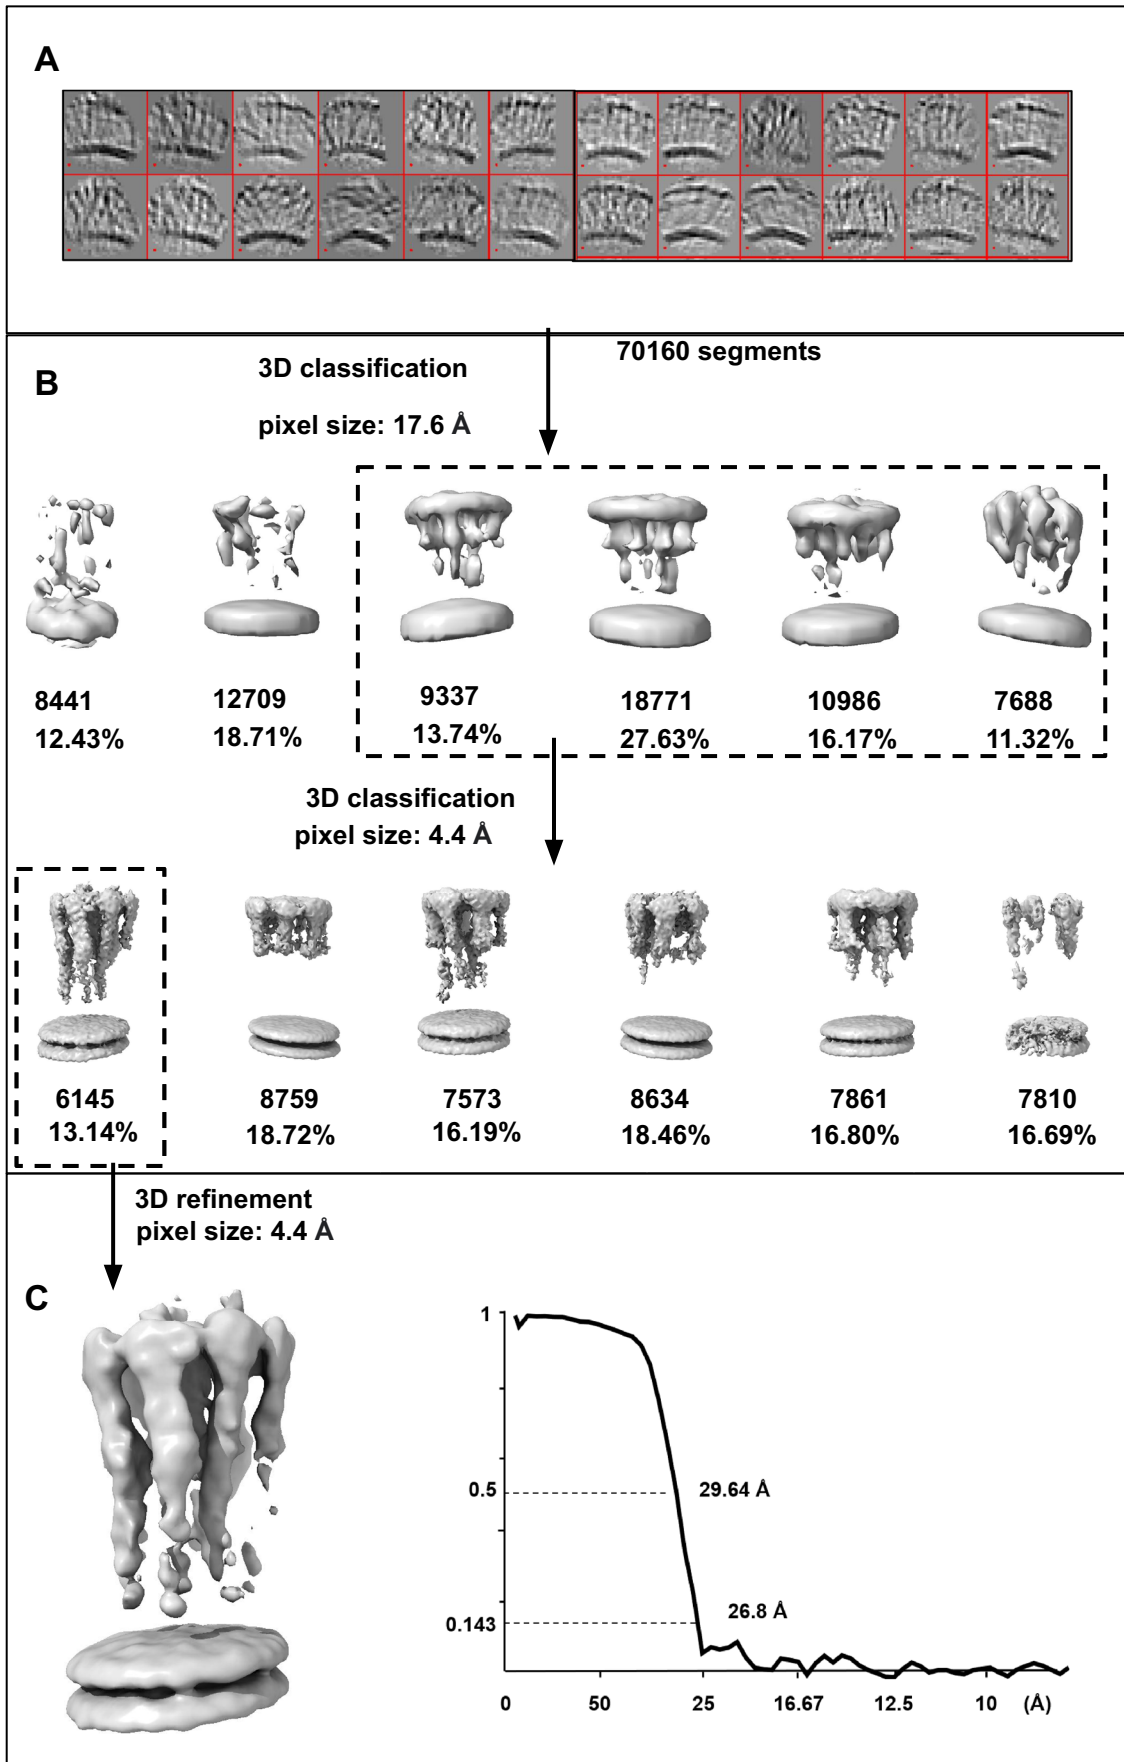 A
70160 segments
3D classification
B
pixel size: 17.6 Å
8441 12709 9337 18771 10986 7688
12.43% 18.71% 13.74% 27.63% 16.17% 11.32%
3D classification
pixel size: 4.4 Å
6145 8759 7573 8634 7861 7810
13.14% 18.72% 16.19% 18.46% 16.80% 16.69%
3D refinement
pixel size: 4.4 Å
C
1
0.5 29.64 Å
0.143 26.8 Å
0 50 25 16.67 12.5 10 (Å)